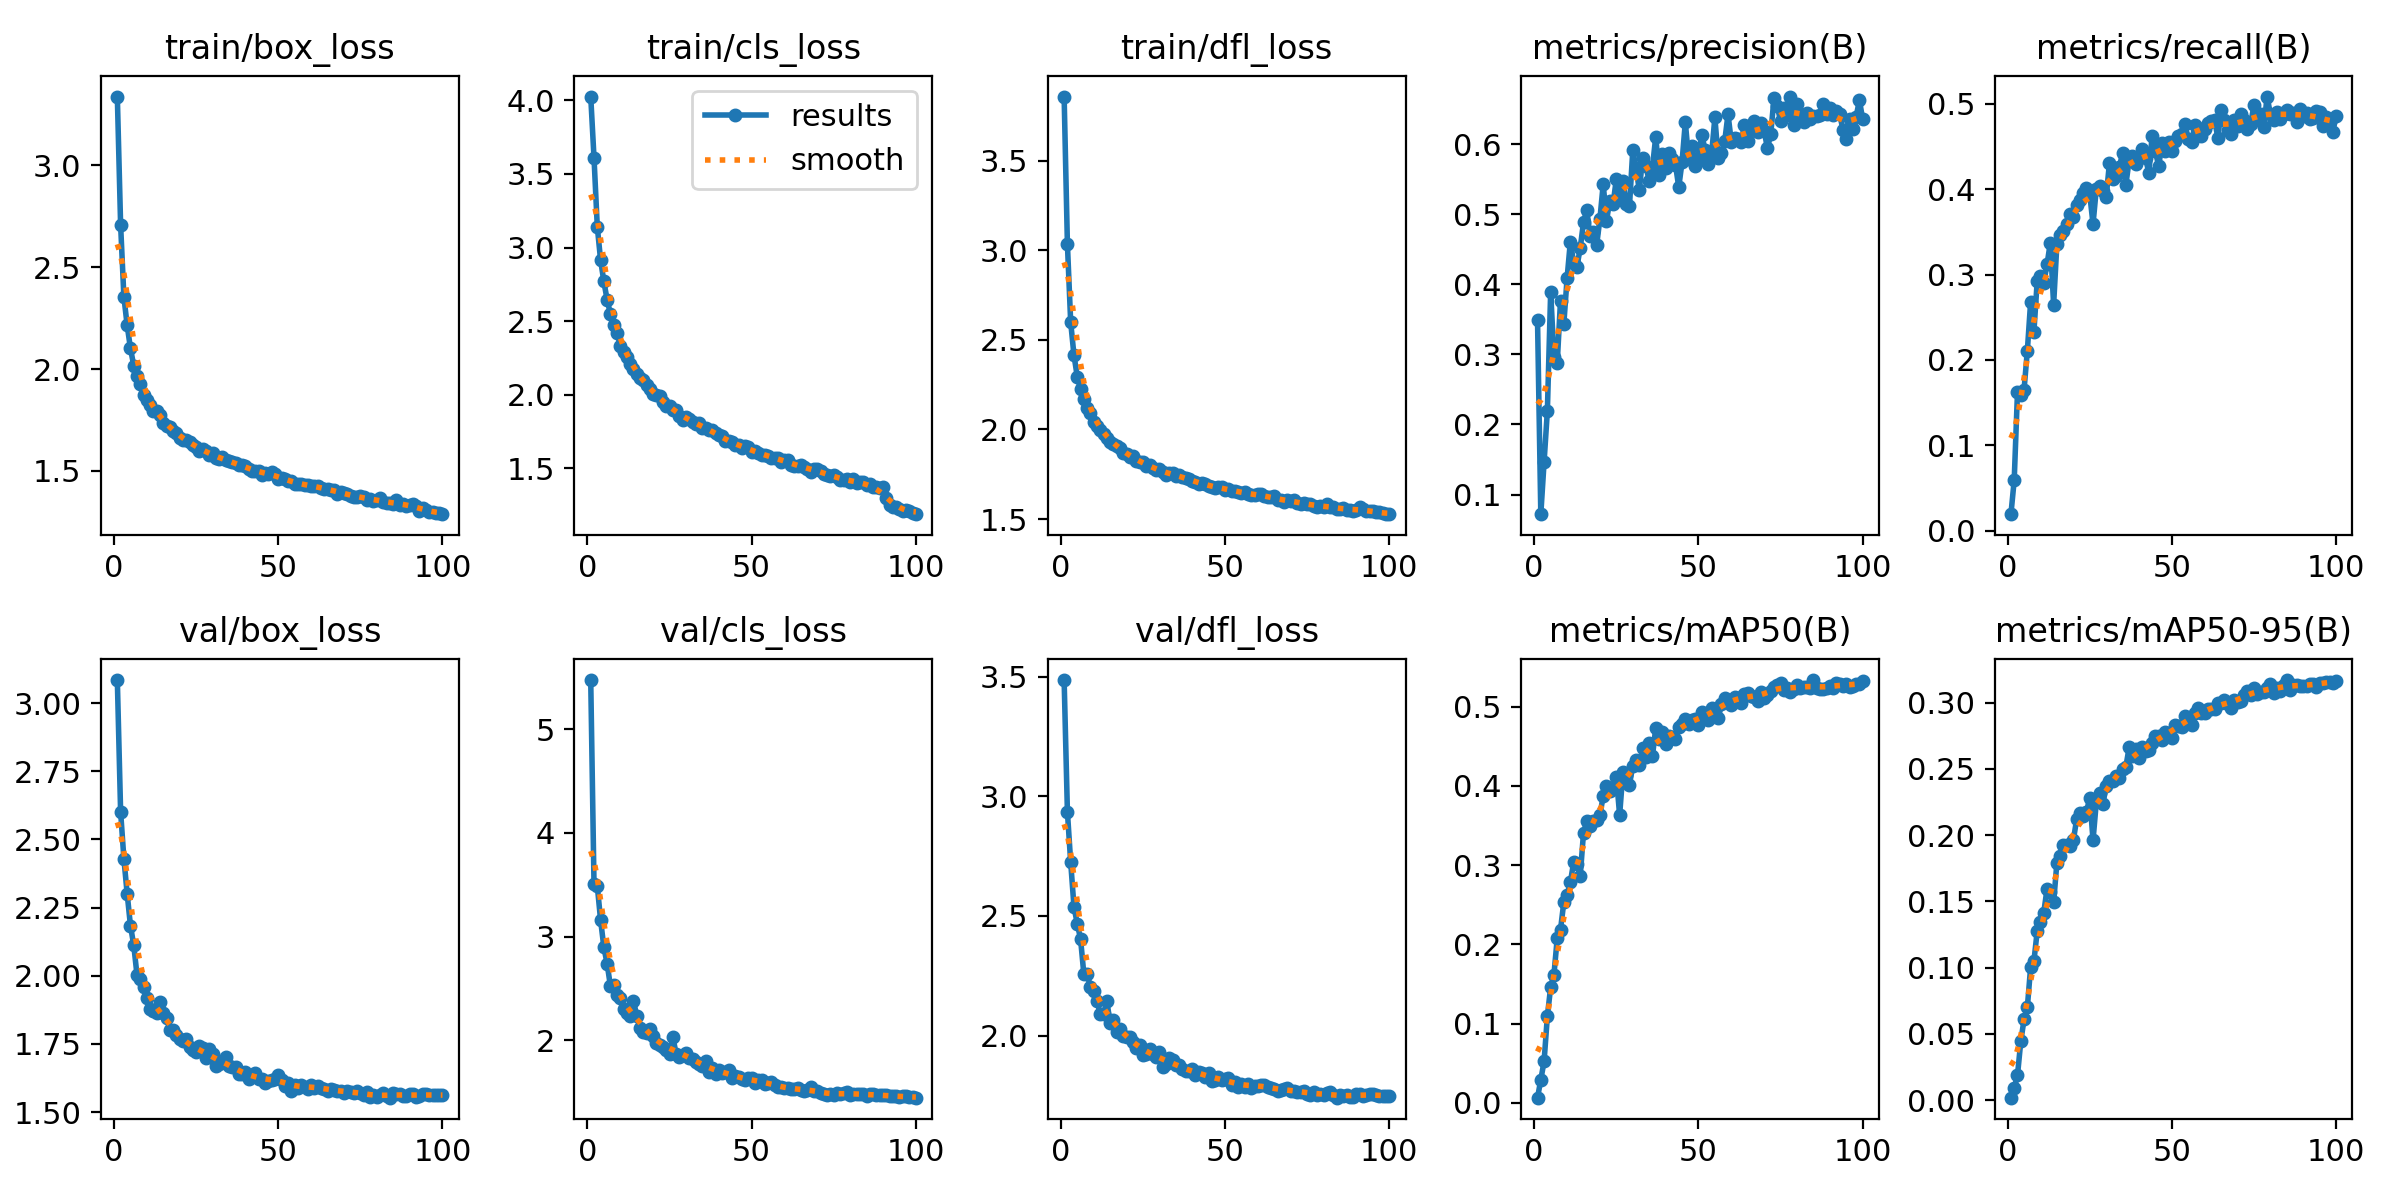 train/box_loss
3.0
2.5
2.0
1.5
0 50 100
train/cls_loss
results
smooth
4.0
3.5
3.0
2.5
2.0
1.5
0 50 100
train/dfl_loss
3.5
3.0
2.5
2.0
1.5
0 50 100
metrics/precision(B)
0.6
0.5
0.4
0.3
0.2
0.1
0 50 100
metrics/recall(B)
0.5
0.4
0.3
0.2
0.1
0.0
0 50 100
val/box_loss
3.00
2.75
2.50
2.25
2.00
1.75
1.50
0 50 100
val/cls_loss
5
4
3
2
0 50 100
val/dfl_loss
3.5
3.0
2.5
2.0
0 50 100
metrics/mAP50(B)
0.5
0.4
0.3
0.2
0.1
0.0
0 50 100
metrics/mAP50-95(B)
0.30
0.25
0.20
0.15
0.10
0.05
0.00
0 50 100